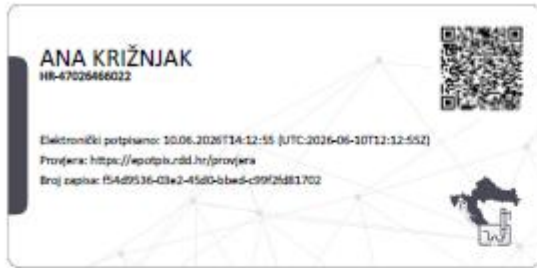 ANA KRIŽNJAK
HR-47026466022
Elektronički potpisano: 10.06.2026T14:12:55 (UTC:2026-06-10T12:12:55Z)
Provjera: https://epotpis.rdd.hr/provjera
Broj zapisa: f54d9536-03e2-45d0-bbed-c99f2fd81702